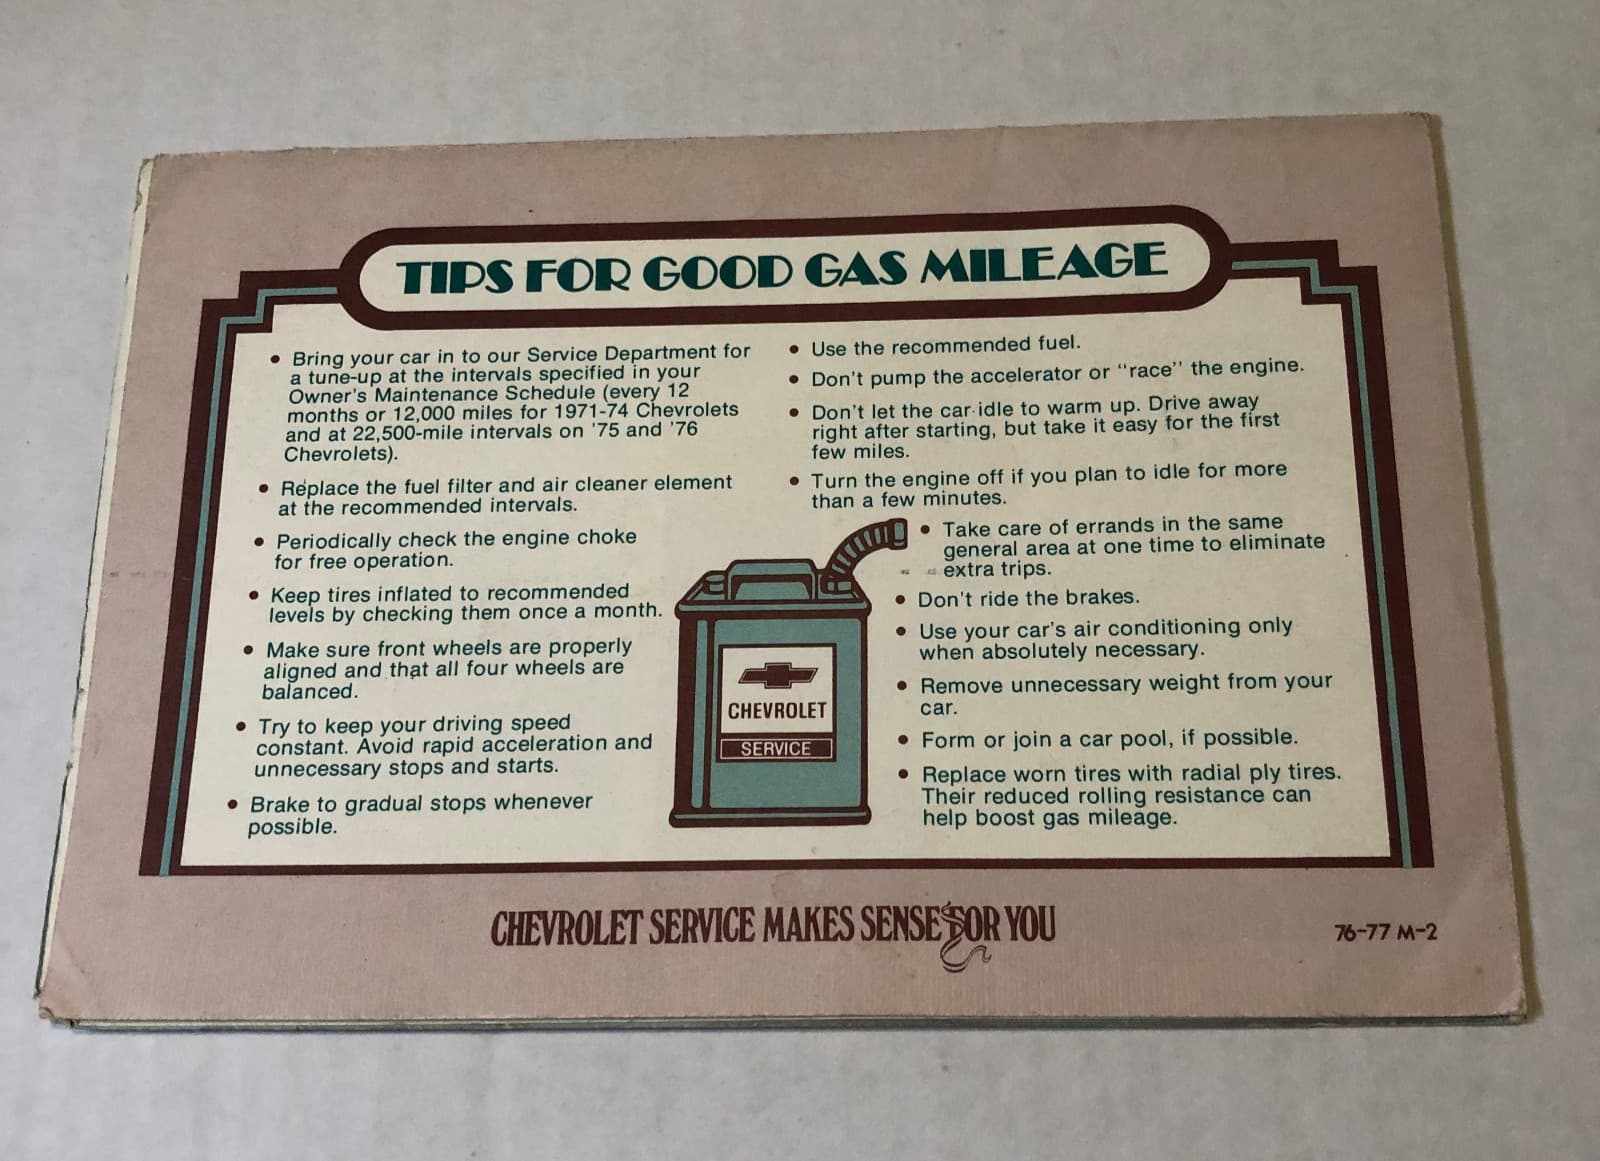 TIPS FOR GOOD GAS MILEAGE
• Bring your car in to our Service Department for
a tune-up at the intervals specified in your
Owner's Maintenance Schedule (every 12
months or 12,000 miles for 1971-74 Chevrolets
and at 22,500-mile intervals on '75 and '76
Chevrolets).
• Replace the fuel filter and air cleaner element
at the recommended intervals.
• Periodically check the engine choke
for free operation.
• Keep tires inflated to recommended
levels by checking them once a month.
• Make sure front wheels are properly
aligned and that all four wheels are
balanced.
• Try to keep your driving speed
constant. Avoid rapid acceleration and
unnecessary stops and starts.
• Brake to gradual stops whenever
possible.
• Use the recommended fuel.
• Don't pump the accelerator or "race" the engine.
• Don't let the car idle to warm up. Drive away
right after starting, but take it easy for the first
few miles.
• Turn the engine off if you plan to idle for more
than a few minutes.
• Take care of errands in the same
general area at one time to eliminate
extra trips.
• Don't ride the brakes.
• Use your car's air conditioning only
when absolutely necessary.
• Remove unnecessary weight from your
car.
• Form or join a car pool, if possible.
• Replace worn tires with radial ply tires.
Their reduced rolling resistance can
help boost gas mileage.
CHEVROLET
SERVICE
CHEVROLET SERVICE MAKES SENSE FOR YOU
76-77 M-2